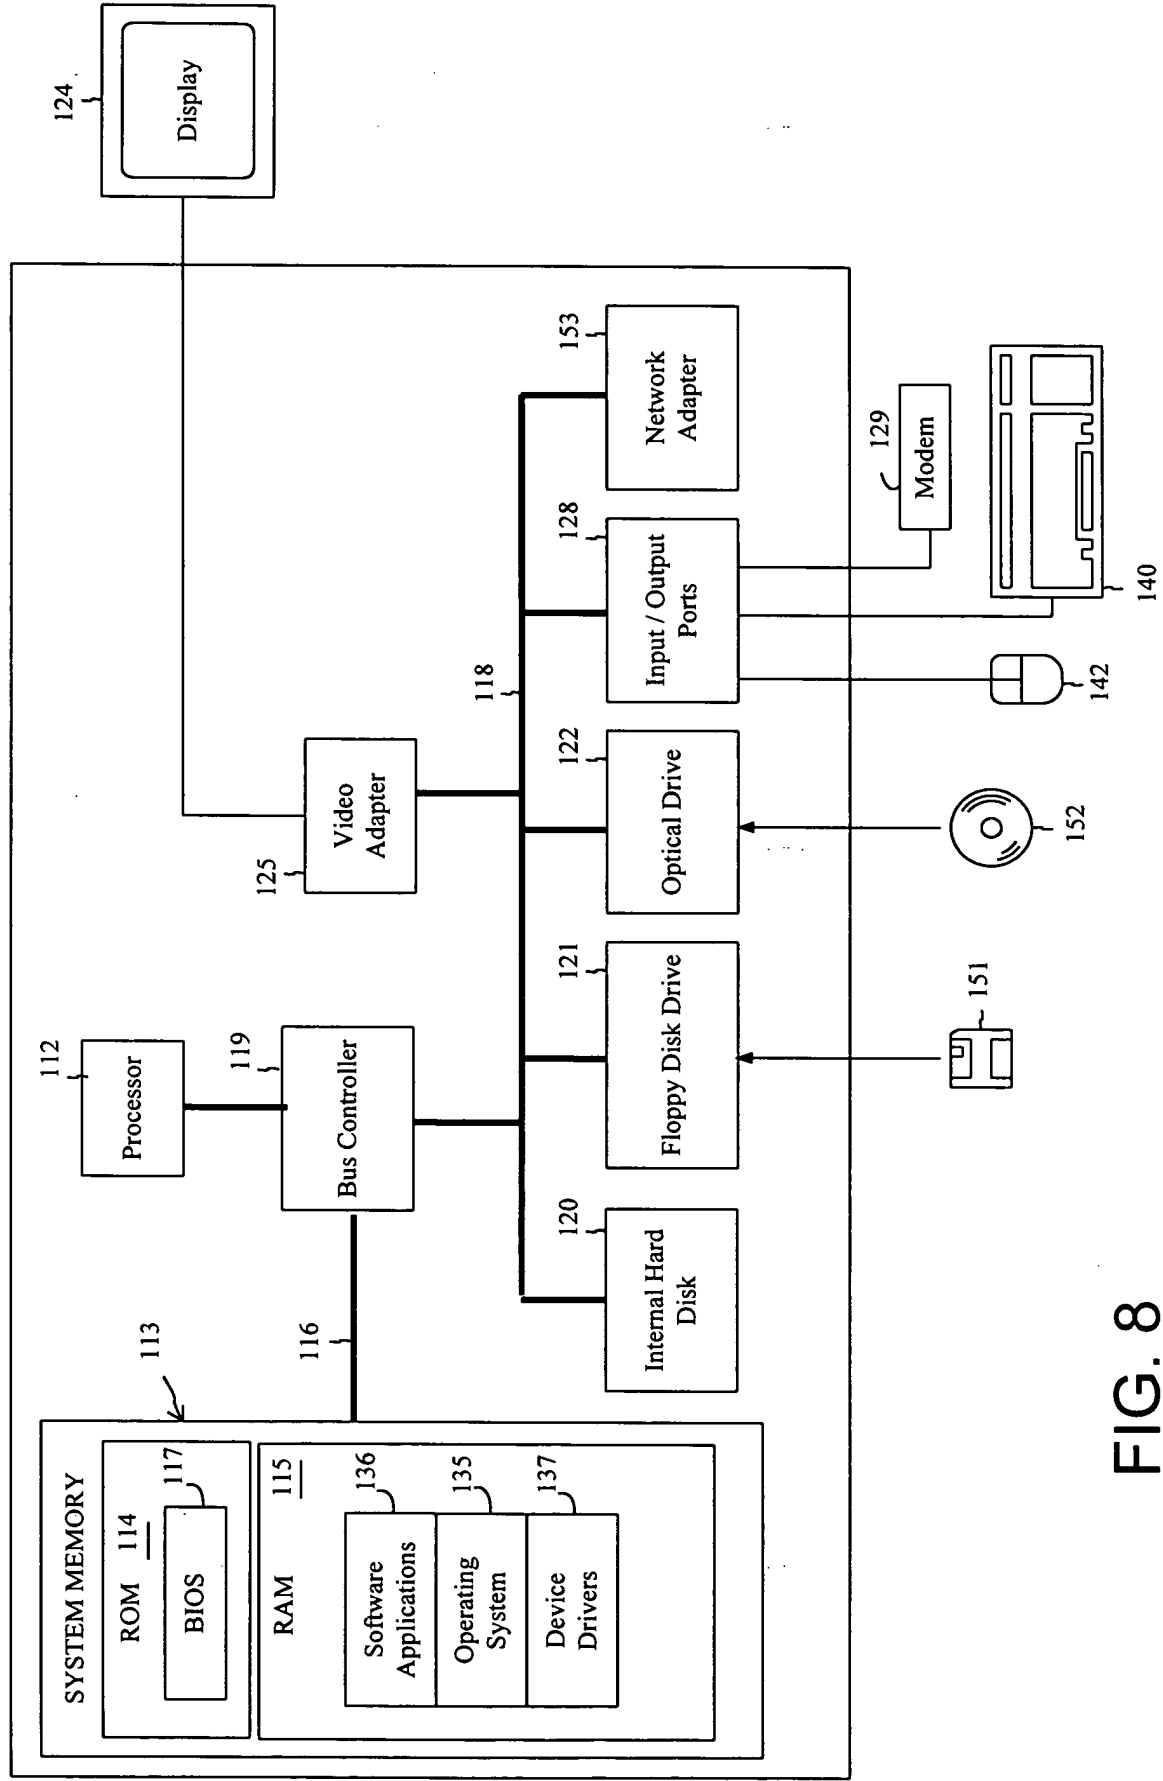 SYSTEM MEMORY
113
ROM
114
117
BIOS
RAM
115
136
Software
Applications
135
Operating
System
137
Device
Drivers
116
112
Processor
119
Bus Controller
125
Video
Adapter
124
Display
118
120
Internal Hard
Disk
121
Floppy Disk Drive
122
Optical Drive
128
Input / Output
Ports
153
Network
Adapter
129
Modem
151
152
142
140
FIG. 8